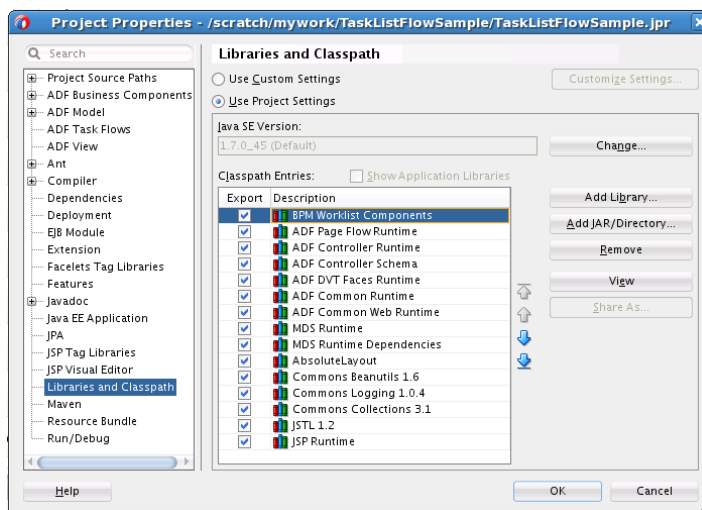 Project Properties - /scratch/mywork/TaskListFlowSample/TaskListFlowSample.jpr
Search
Project Source Paths
ADF Business Components
ADF Model
ADF Task Flows
ADF View
Ant
Compiler
Dependencies
Deployment
EJB Module
Extension
Facelets Tag Libraries
Features
Javadoc
Java EE Application
JPA
JSP Tag Libraries
JSP Visual Editor
Libraries and Classpath
Maven
Resource Bundle
Run/Debug
Libraries and Classpath
Use Custom Settings
Customize Settings...
Use Project Settings
Java SE Version:
1.7.0_45 (Default)
Change...
Classpath Entries:
Show Application Libraries
Export Description
BPM Worklist Components
ADF Page Flow Runtime
ADF Controller Runtime
ADF Controller Schema
ADF DVT Faces Runtime
ADF Common Runtime
ADF Common Web Runtime
MDS Runtime
MDS Runtime Dependencies
AbsoluteLayout
Commons Beanutils 1.6
Commons Logging 1.0.4
Commons Collections 3.1
JSTL 1.2
JSP Runtime
Add Library...
Add JAR/Directory...
Remove
View
Share As...
Help
OK
Cancel